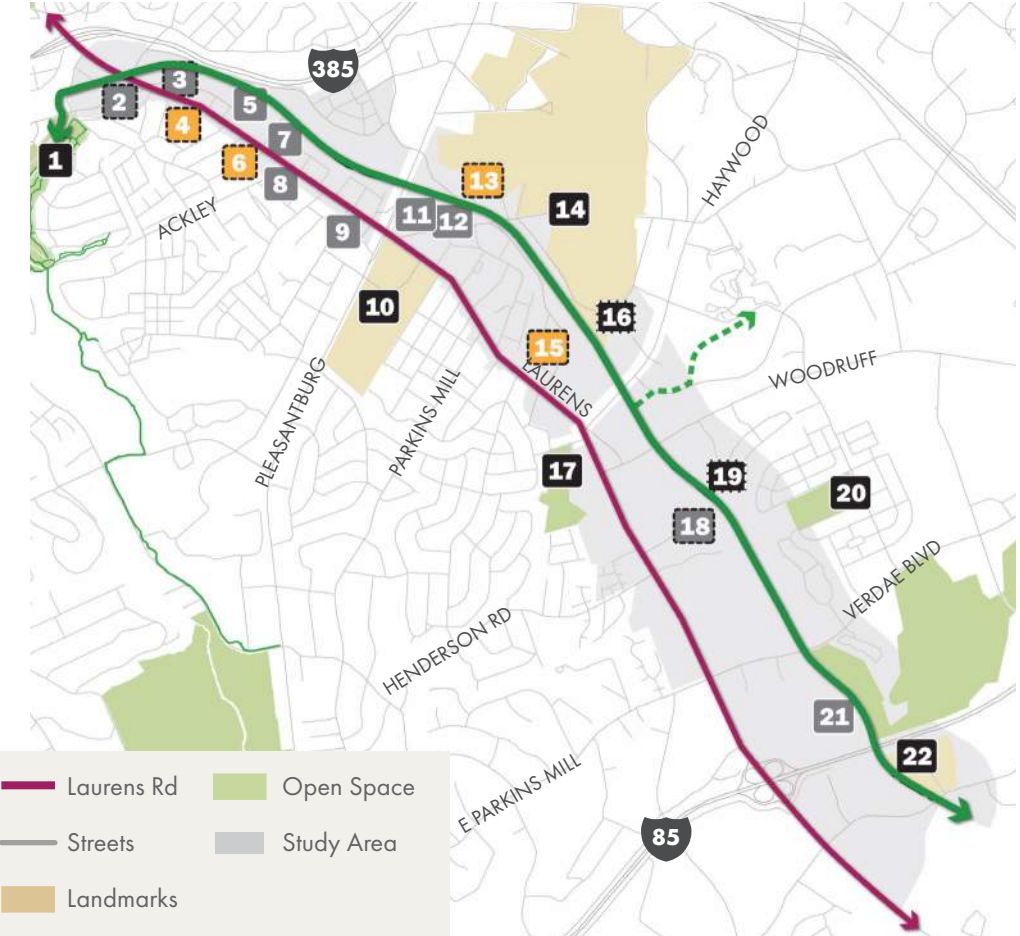 385
3
2
5
4
7
1
6
8
HAYWOOD
13
14
ACKLEY
11
12
9
10
16
15
LAURENS
WOODRUFF
PLEASANTBURG
PARKINS MILL
17
19
20
18
VERDAE BLVD
HENDERSON RD
21
22
E PARKINS MILL
85
Laurens Rd
Open Space
Streets
Study Area
Landmarks